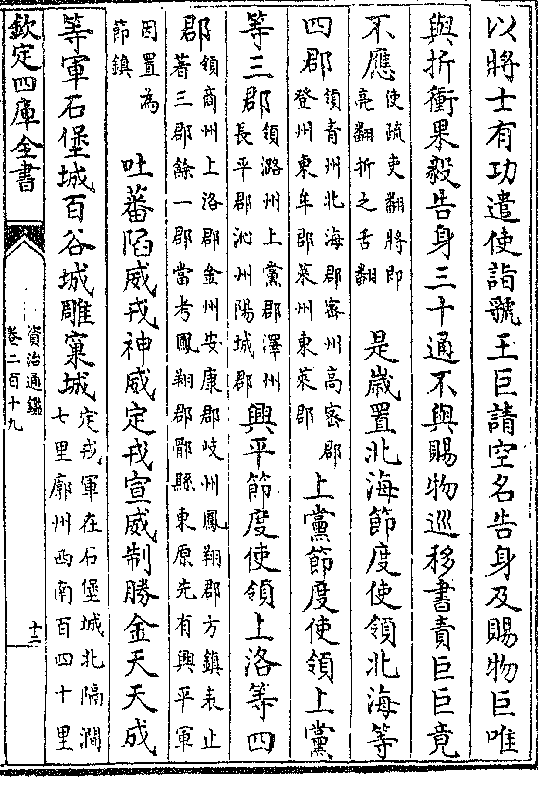 以將士有功遣使詣虢王巨請空名告身及賜物巨唯
與折衝果毅告身三十通不與賜物巡移書責巨巨竟
不應使疏吏翻將即亮翻折之舌翻 是歲置北海節度使領北海等
四郡領青州北海郡密州高密郡登州東牟郡萊州東萊郡上黨節度使領上黨
等三郡領潞州上黨郡澤州長平郡沁州陽城郡興平節度使領上洛等四
郡領商州上洛郡金州安康郡岐州鳳翔郡方鎮表止著三郡餘一郡當考鳳翔郡郿縣東原先有興平軍
因置為節鎮 吐蕃陷威戎神威定戎宣威制勝金天天成
等軍石堡城百谷城雕窠城定戎軍在石堡城北隔澗七里廓州西南百四十里
欽定四庫全書
資治通鑑
卷二百十九
十二